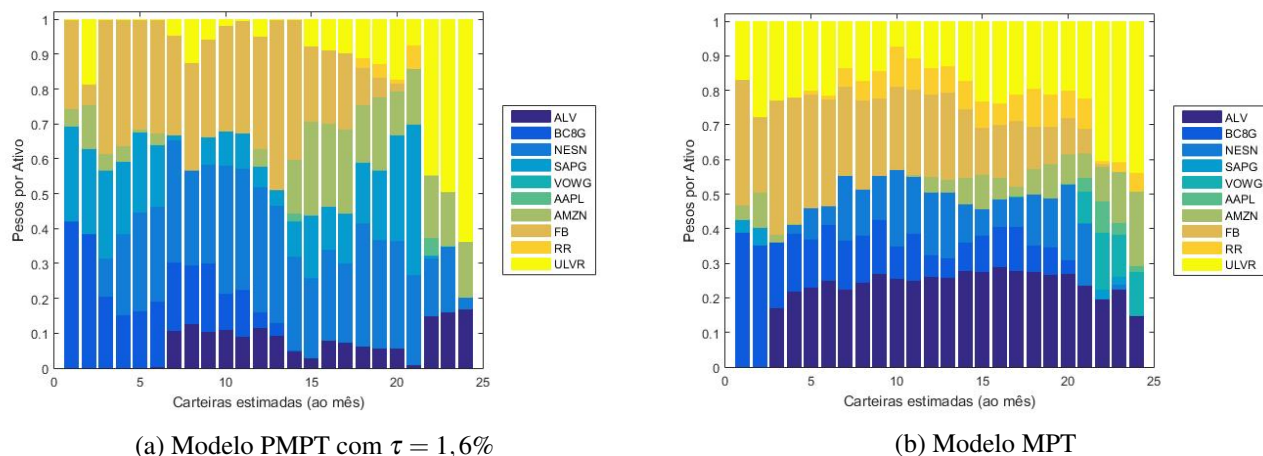 1
0.9
0.8
0.7
0.6
0.5
0.4
0.3
0.2
0.1
0
Pesos por Ativo
0 5 10 15 20 25
Carteiras estimadas (ao mês)
ALV
BC8G
NESN
SAPG
VOWG
AAPL
AMZN
FB
RR
ULVR
(a) Modelo PMPT com τ = 1,6%
1
0.9
0.8
0.7
0.6
0.5
0.4
0.3
0.2
0.1
0
Pesos por Ativo
0 5 10 15 20 25
Carteiras estimadas (ao mês)
ALV
BC8G
NESN
SAPG
VOWG
AAPL
AMZN
FB
RR
ULVR
(b) Modelo MPT